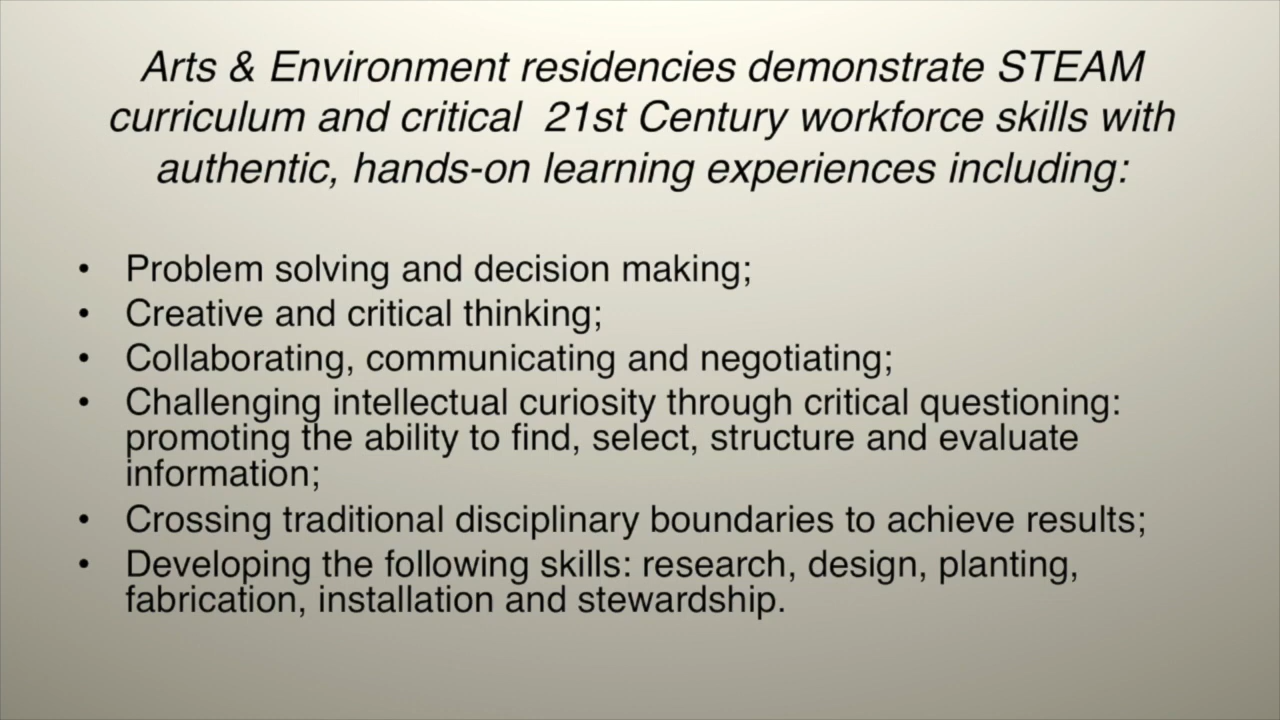 Arts & Environment residencies demonstrate STEAM
curriculum and critical  21st Century workforce skills with
authentic, hands-on learning experiences including:
• Problem solving and decision making;
• Creative and critical thinking;
• Collaborating, communicating and negotiating;
• Challenging intellectual curiosity through critical questioning:
promoting the ability to find, select, structure and evaluate
information;
• Crossing traditional disciplinary boundaries to achieve results;
• Developing the following skills: research, design, planting,
fabrication, installation and stewardship.